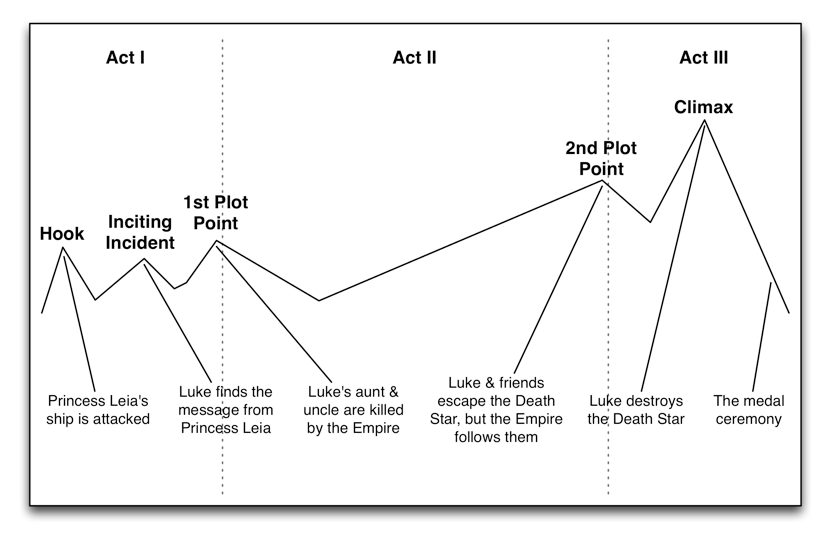 Act I
Act II
Act III
Climax
2nd Plot
Point
1st Plot
Point
Inciting
Incident
Hook
Princess Leia's
ship is attacked
Luke finds the
message from
Princess Leia
Luke's aunt &
uncle are killed
by the Empire
Luke & friends
escape the Death
Star, but the Empire
follows them
Luke destroys
the Death Star
The medal
ceremony